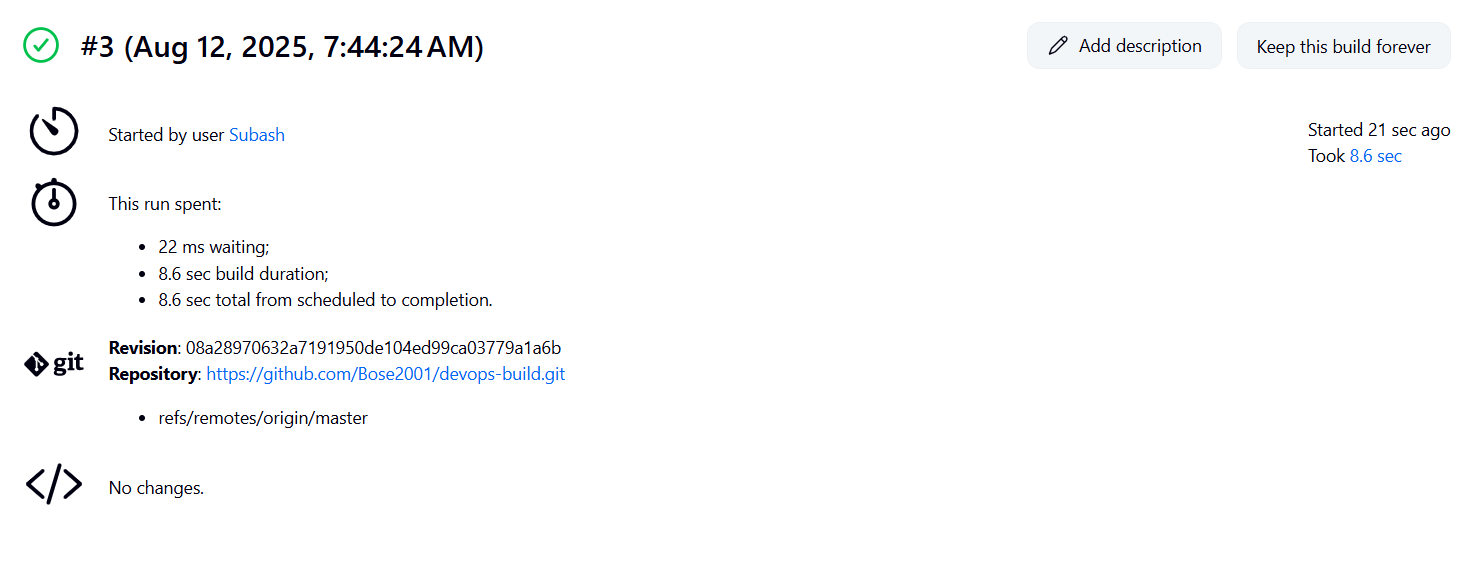 #3 (Aug 12, 2025, 7:44:24 AM)
Add description
Keep this build forever
Started by user Subash
Started 21 sec ago
Took 8.6 sec
This run spent:
• 22 ms waiting;
• 8.6 sec build duration;
• 8.6 sec total from scheduled to completion.
git
Revision: 08a28970632a7191950de104ed99ca03779a1a6b
Repository: https://github.com/Bose2001/devops-build.git
• refs/remotes/origin/master
No changes.